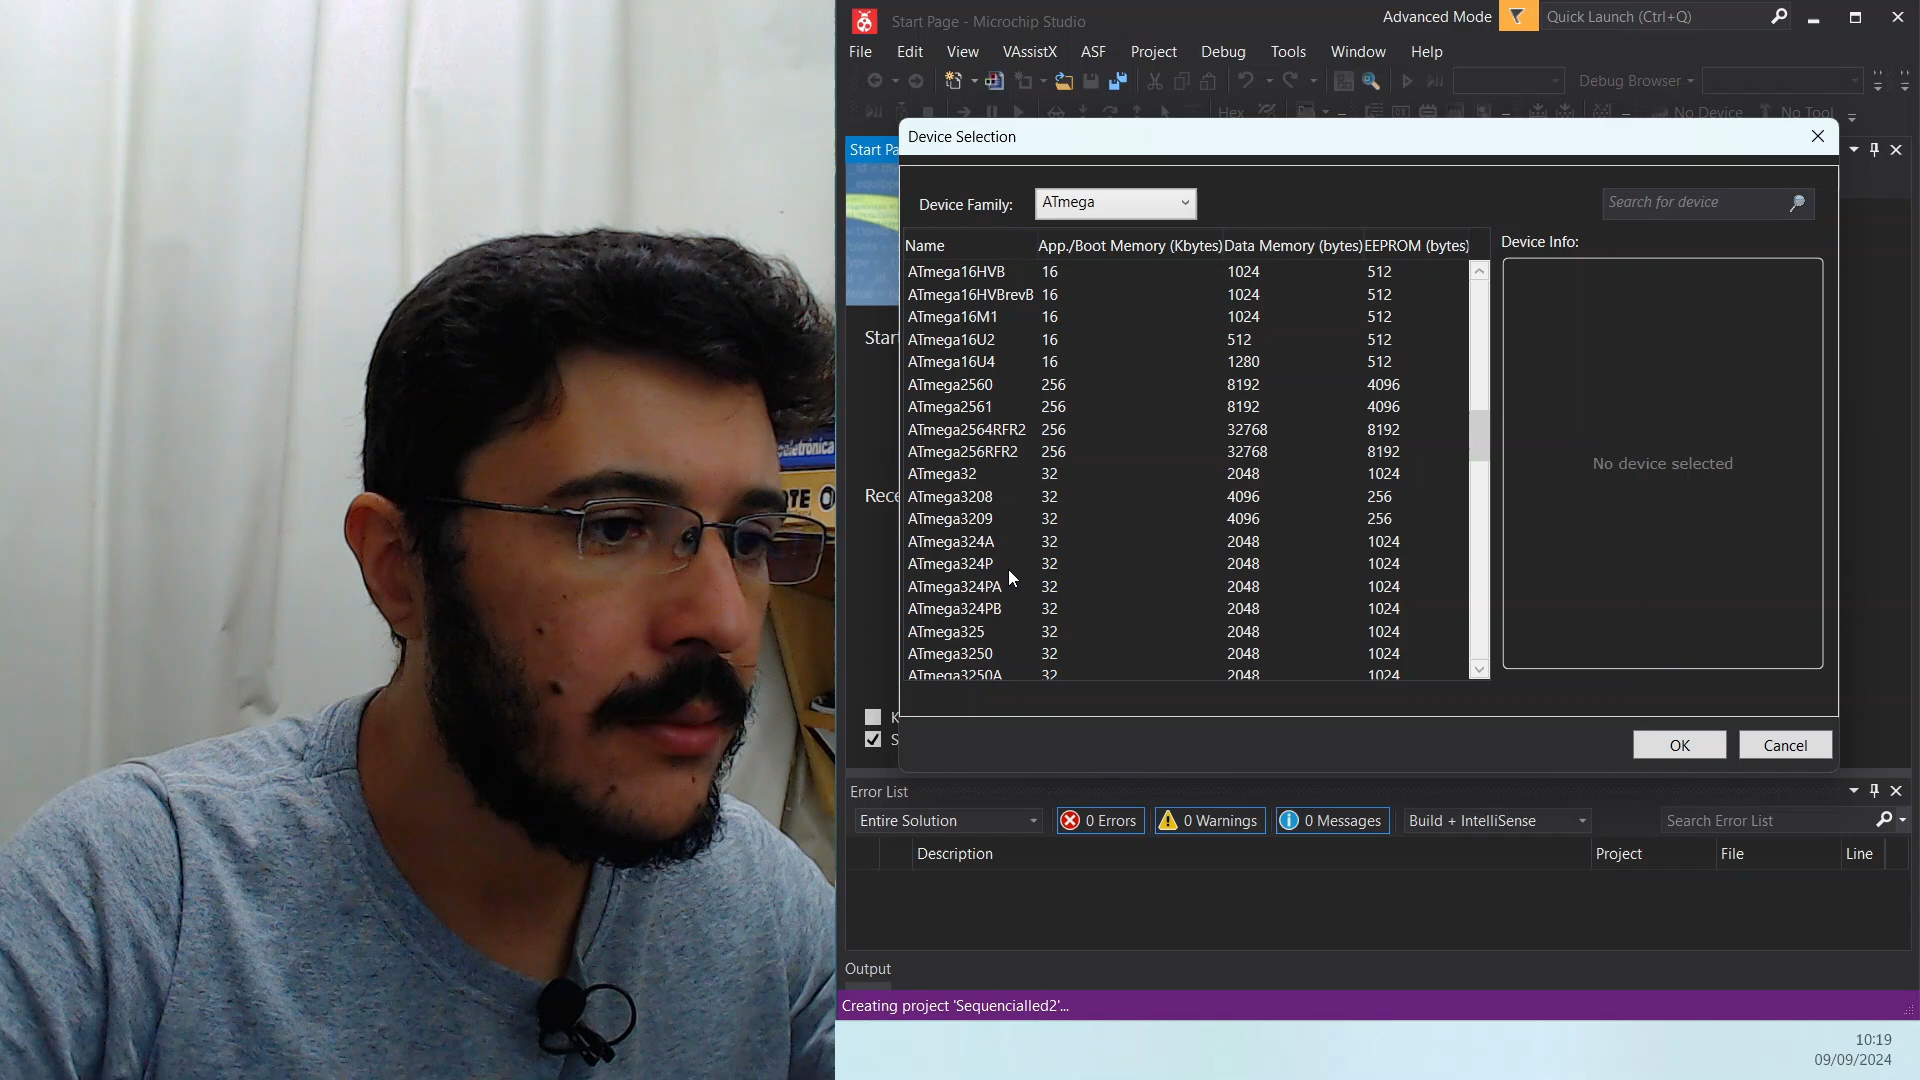 Start Page - Microchip Studio
Advanced Mode
Quick Launch (Ctrl+Q)
File Edit View VAssistX ASF Project Debug Tools Window Help
Debug Browser
Hex
No Device
No Tool
Device Selection
Start Pa
Device Family:
ATmega
Search for device
Name App./Boot Memory (Kbytes) Data Memory (bytes) EEPROM (bytes)
Device Info:
ATmega16HVB 16 1024 512
ATmega16HVBrevB 16 1024 512
ATmega16M1 16 1024 512
ATmega16U2 16 512 512
ATmega16U4 16 1280 512
ATmega2560 256 8192 4096
ATmega2561 256 8192 4096
ATmega2564RFR2 256 32768 8192
ATmega256RFR2 256 32768 8192
ATmega32 32 2048 1024
ATmega3208 32 4096 256
ATmega3209 32 4096 256
ATmega324A 32 2048 1024
ATmega324P 32 2048 1024
ATmega324PA 32 2048 1024
ATmega324PB 32 2048 1024
ATmega325 32 2048 1024
ATmega3250 32 2048 1024
ATmega3250A 32 2048 1024
No device selected
Star
Rece
K
S
OK
Cancel
Error List
Entire Solution
0 Errors
0 Warnings
0 Messages
Build + IntelliSense
Search Error List
Description Project File Line
Output
Creating project 'Sequencialled2'...
10:19
09/09/2024